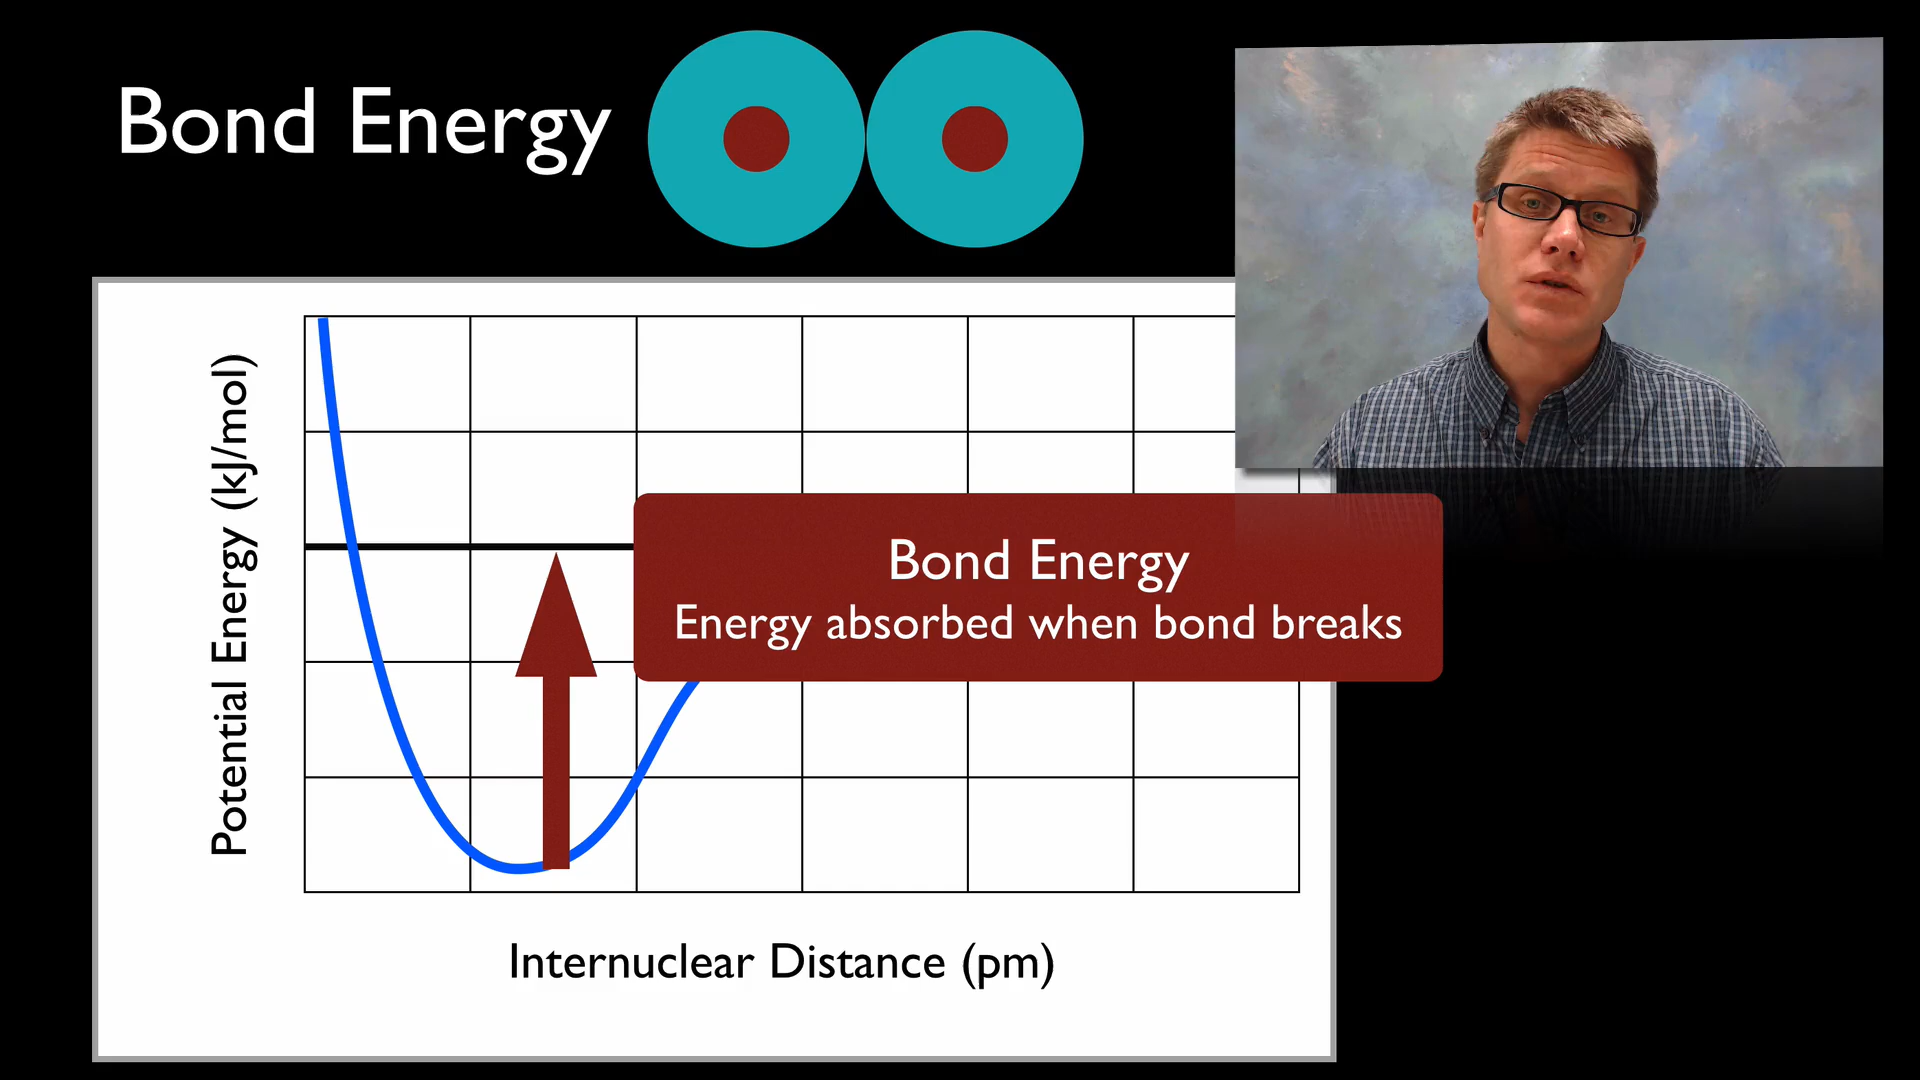 Bond Energy
Potential Energy (kJ/mol)
Bond Energy
Energy absorbed when bond breaks
Internuclear Distance (pm)